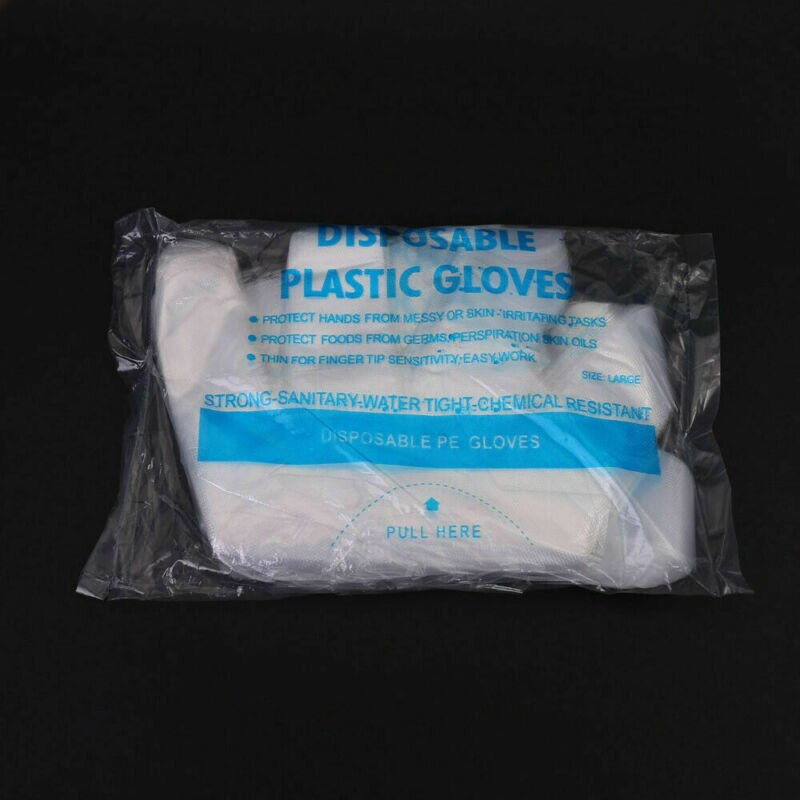 DISPOSABLE
PLASTIC GLOVES
● PROTECT HANDS FROM MESSY OR SKIN-IRRITATING TASKS
● PROTECT FOODS FROM GERMS, PERSPIRATION, SKIN OILS
● THIN FOR FINGER TIP SENSITIVITY, EASY WORK
SIZE: LARGE
STRONG-SANITARY-WATER TIGHT-CHEMICAL RESISTANT
DISPOSABLE PE GLOVES
PULL HERE